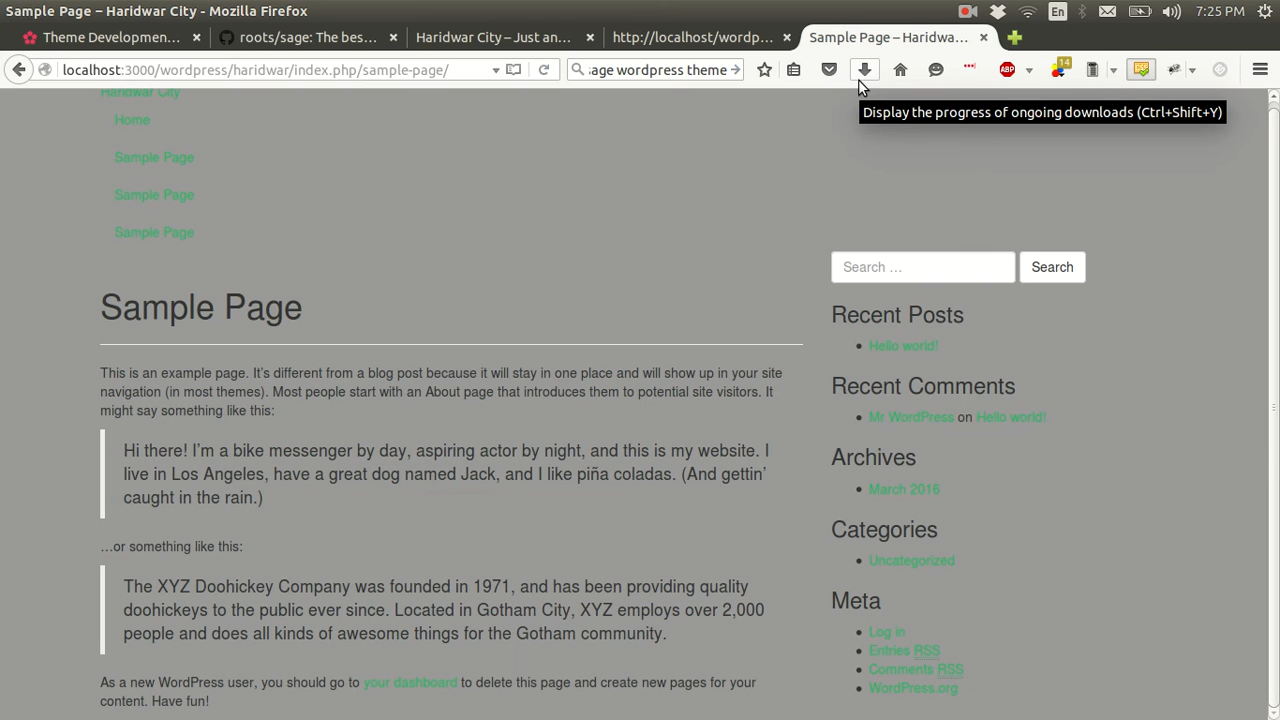 Sample Page – Haridwar City - Mozilla Firefox
En
7:25 PM
Theme Development...
roots/sage: The bes...
Haridwar City – Just an...
http://localhost/wordp...
Sample Page – Haridwa...
localhost:3000/wordpress/haridwar/index.php/sample-page/
age wordpress theme
ABP
14
Display the progress of ongoing downloads (Ctrl+Shift+Y)
Haridwar City
Home
Sample Page
Sample Page
Sample Page
Search …
Search
Sample Page
This is an example page. It’s different from a blog post because it will stay in one place and will show up in your site
navigation (in most themes). Most people start with an About page that introduces them to potential site visitors. It
might say something like this:
Hi there! I’m a bike messenger by day, aspiring actor by night, and this is my website. I
live in Los Angeles, have a great dog named Jack, and I like piña coladas. (And gettin’
caught in the rain.)
…or something like this:
The XYZ Doohickey Company was founded in 1971, and has been providing quality
doohickeys to the public ever since. Located in Gotham City, XYZ employs over 2,000
people and does all kinds of awesome things for the Gotham community.
As a new WordPress user, you should go to your dashboard to delete this page and create new pages for your
content. Have fun!
Recent Posts
Hello world!
Recent Comments
Mr WordPress on Hello world!
Archives
March 2016
Categories
Uncategorized
Meta
Log in
Entries RSS
Comments RSS
WordPress.org